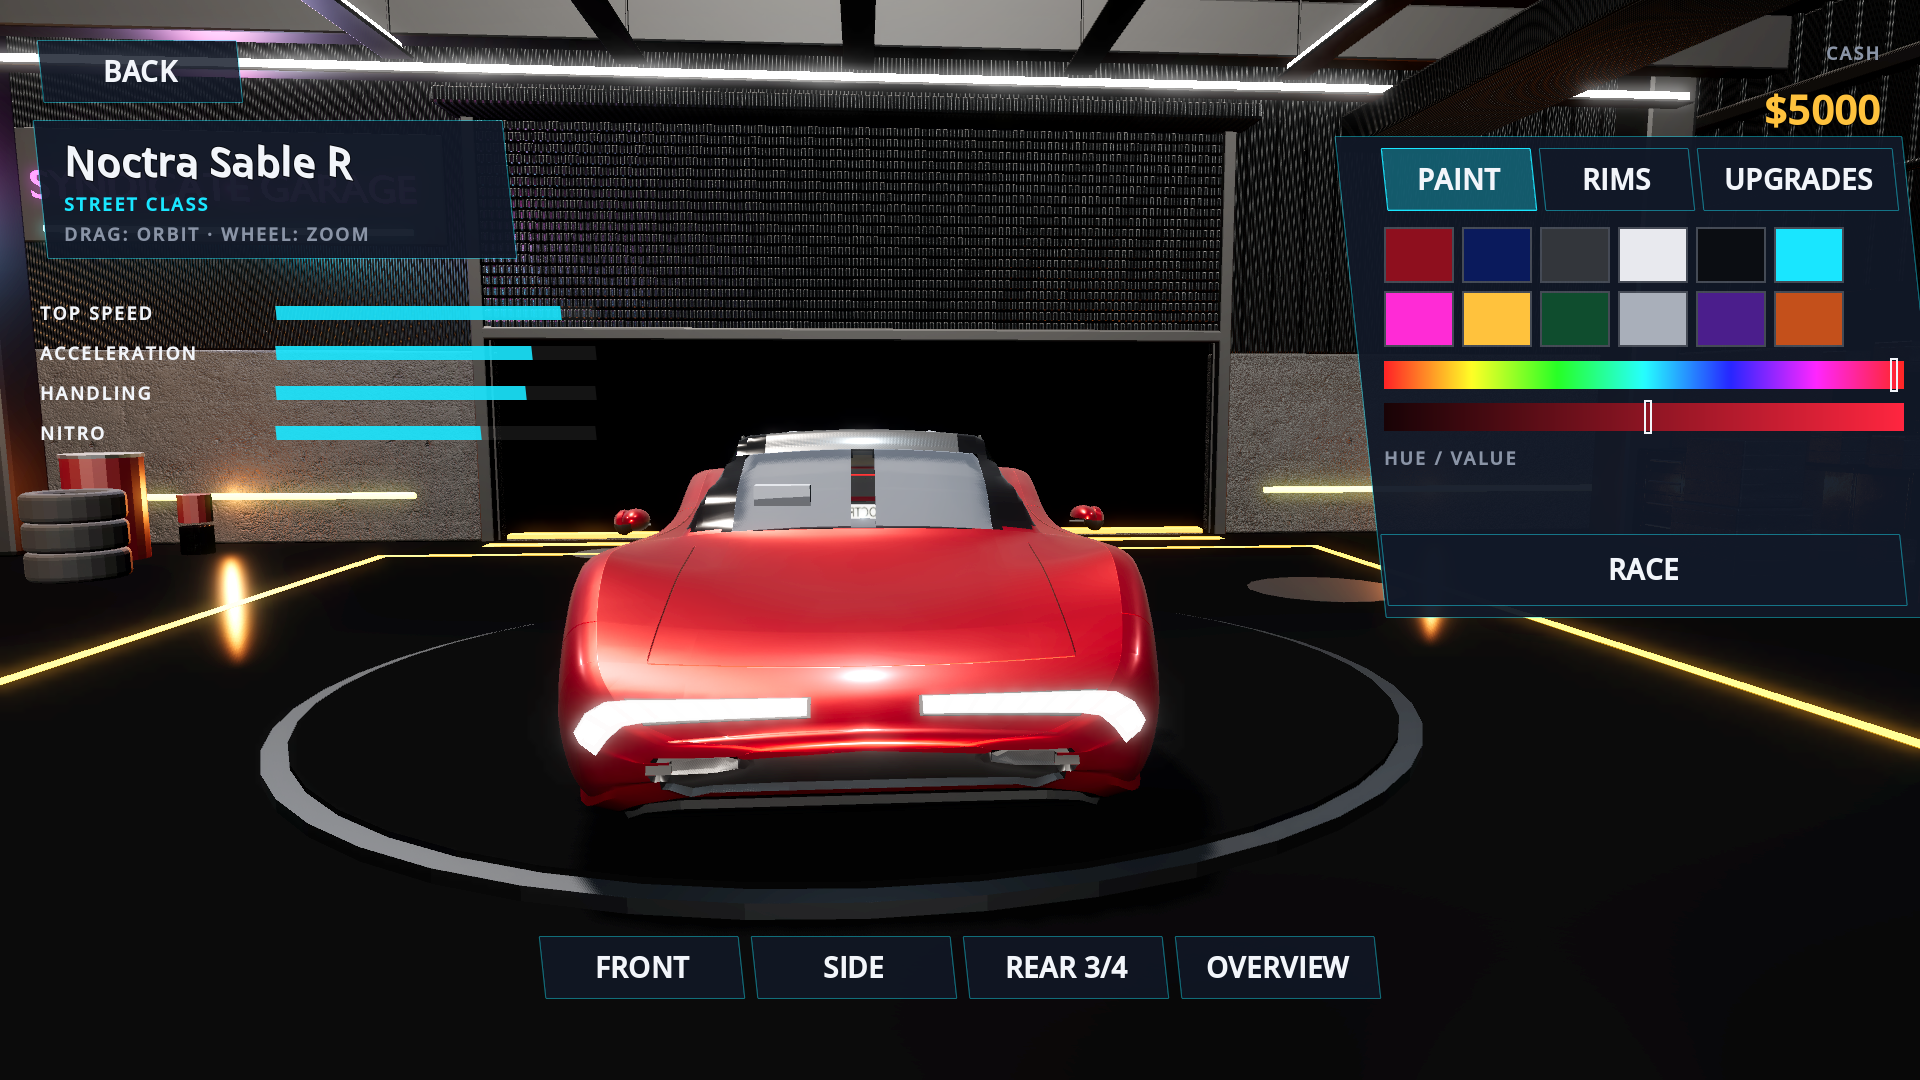 BACK
CASH
$5000
Noctra Sable R
STREET CLASS
DRAG: ORBIT · WHEEL: ZOOM
TOP SPEED
ACCELERATION
HANDLING
NITRO
PAINT
RIMS
UPGRADES
HUE / VALUE
RACE
FRONT
SIDE
REAR 3/4
OVERVIEW